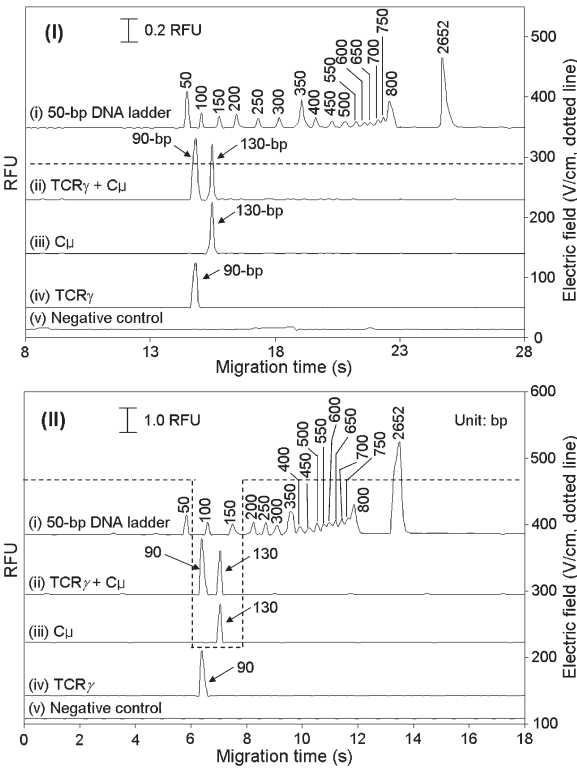 (I)
0.2 RFU
50
100
150
200
250
300
350
400
450
500
550
600
650
700
750
800
2652
(i) 50-bp DNA ladder
90-bp
130-bp
(ii) TCRγ + Cμ
130-bp
(iii) Cμ
90-bp
(iv) TCRγ
(v) Negative control
RFU
500
400
300
200
100
0
Electric field (V/cm, dotted line)
8 13 18 23 28
Migration time (s)
(II)
1.0 RFU
Unit: bp
50
100
150
200
250
300
350
400
450
500
550
600
650
700
750
800
2652
(i) 50-bp DNA ladder
90
130
(ii) TCRγ + Cμ
130
(iii) Cμ
90
(iv) TCRγ
(v) Negative control
RFU
600
500
400
300
200
100
Electric field (V/cm, dotted line)
0 2 4 6 8 10 12 14 16 18
Migration time (s)